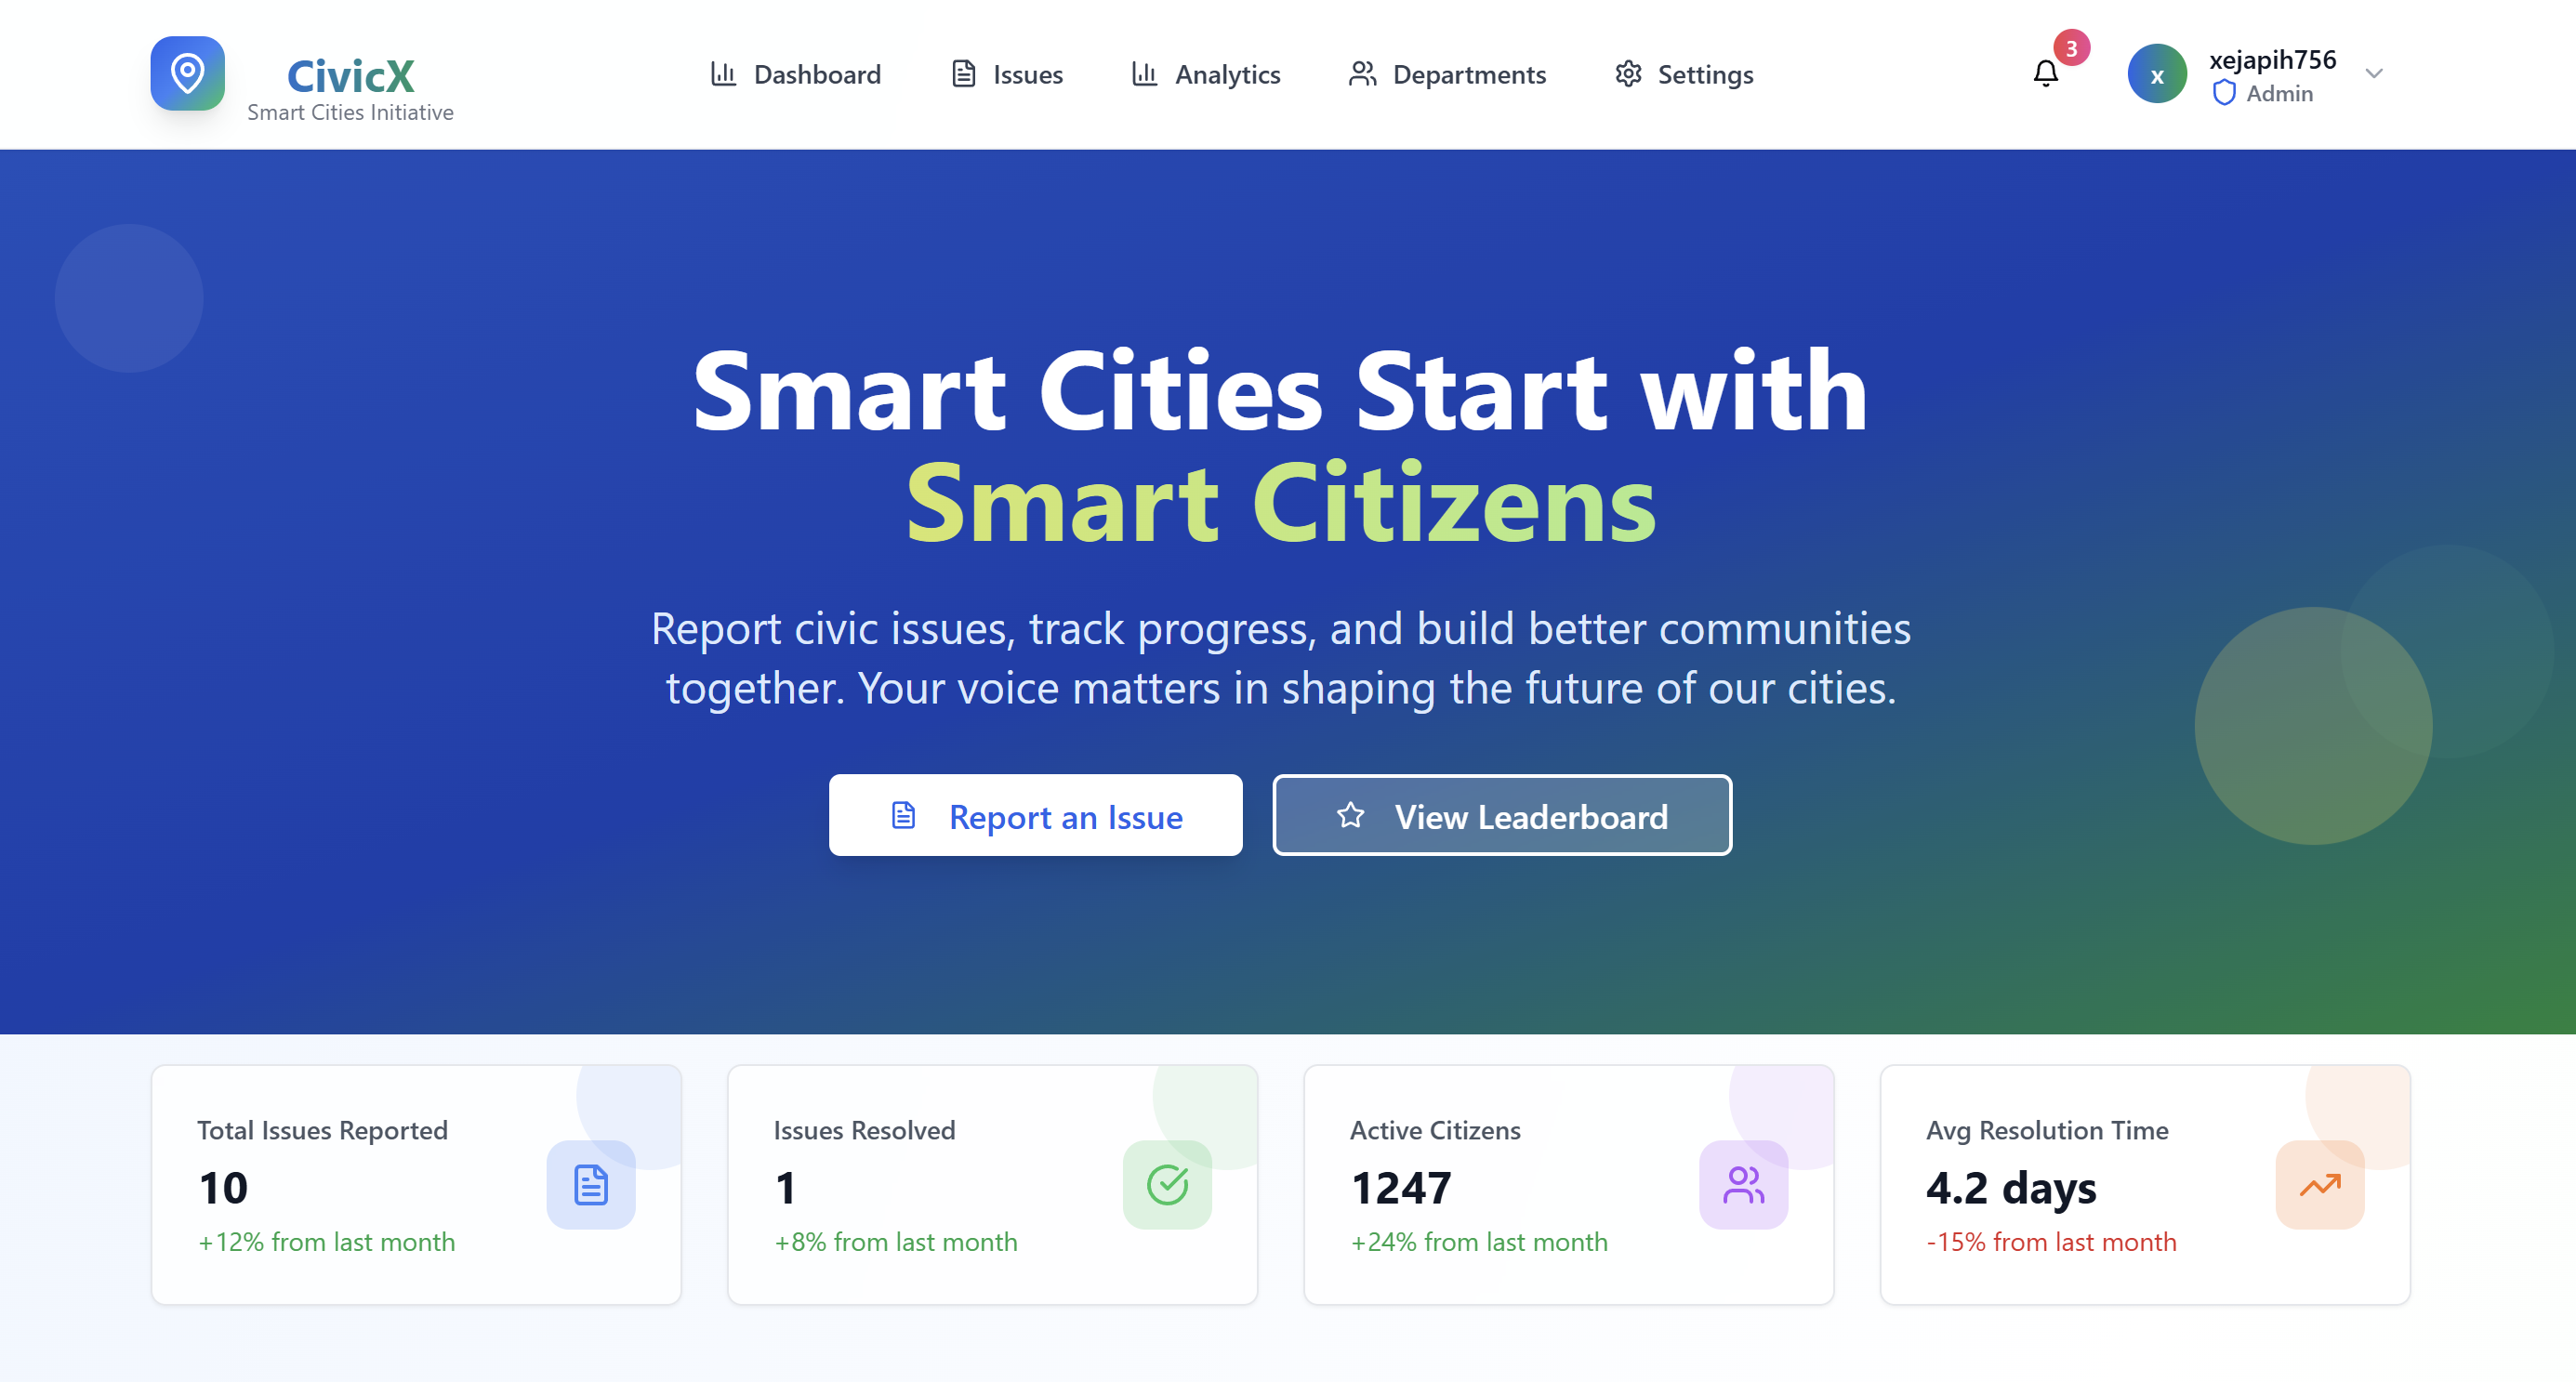 CivicX
Smart Cities Initiative
Dashboard
Issues
Analytics
Departments
Settings
3
x
xejapih756
Admin
Smart Cities Start with
Smart Citizens
Report civic issues, track progress, and build better communities
together. Your voice matters in shaping the future of our cities.
Report an Issue
View Leaderboard
Total Issues Reported
10
+12% from last month
Issues Resolved
1
+8% from last month
Active Citizens
1247
+24% from last month
Avg Resolution Time
4.2 days
-15% from last month